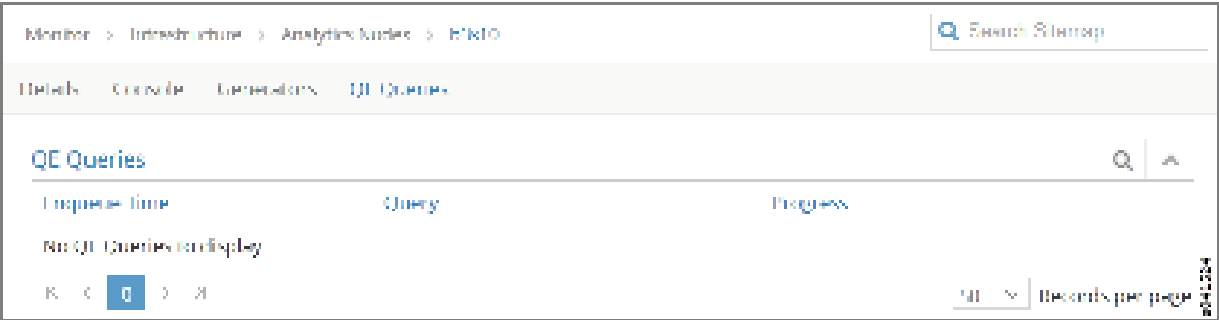 Monitor > Infrastructure > Analytics Nodes >
Search Sitemap
Details Console Generators QE Queries
QE Queries
Enqueue Time Query Progress
No QE Queries to display
0
50 Records per page